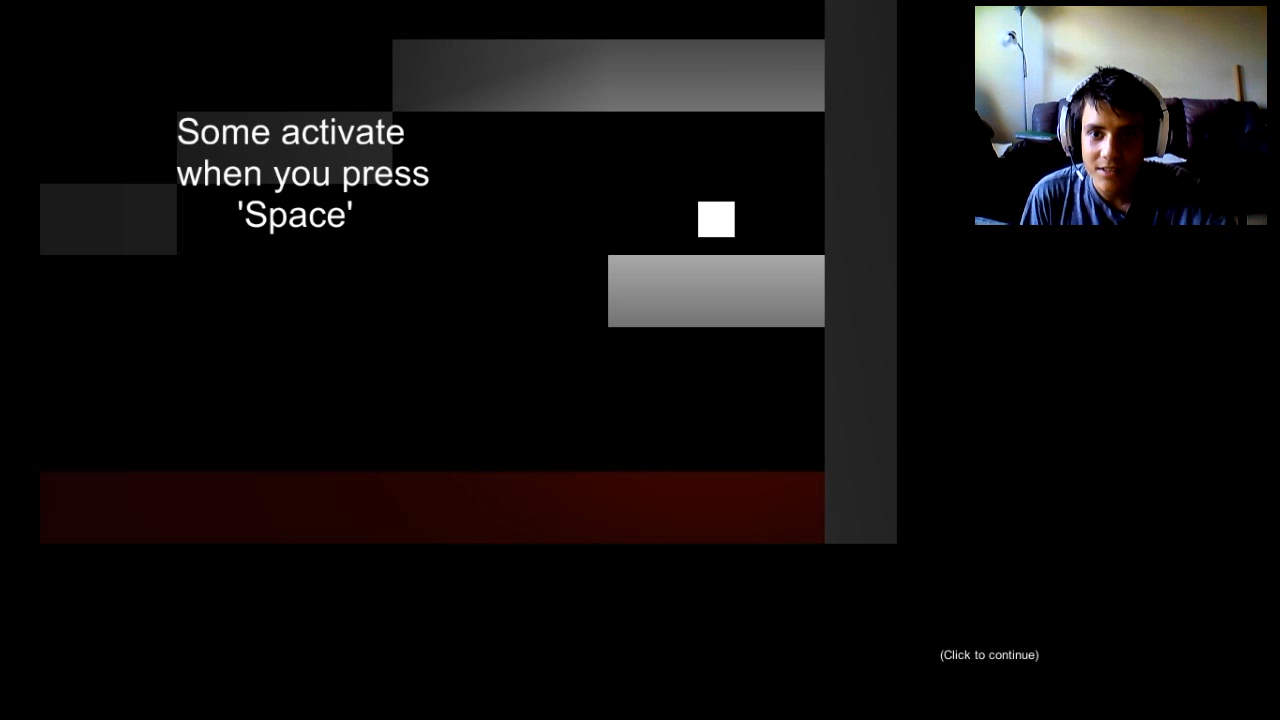 Some activate
when you press
'Space'
(Click to continue)